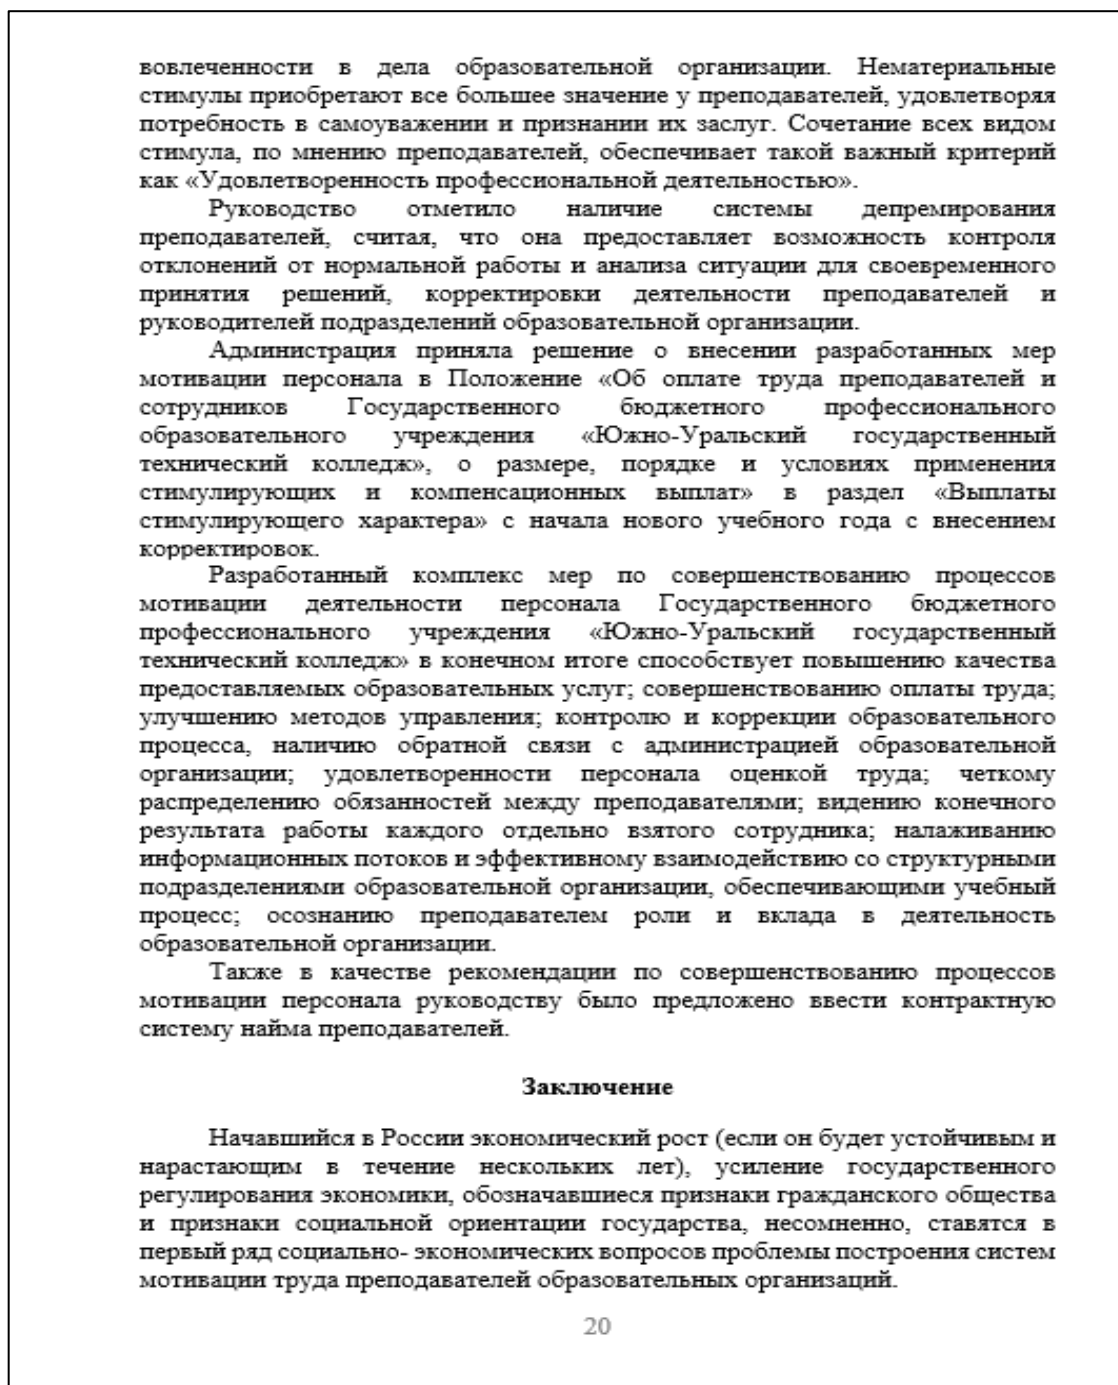 вовлеченности в дела образовательной организации. Нематериальные
стимулы приобретают все большее значение у преподавателей, удовлетворяя
потребность в самоуважении и признании их заслуг. Сочетание всех видом
стимула, по мнению преподавателей, обеспечивает такой важный критерий
как «Удовлетворенность профессиональной деятельностью».
Руководство отметило наличие системы депремирования
преподавателей, считая, что она предоставляет возможность контроля
отклонений от нормальной работы и анализа ситуации для своевременного
принятия решений, корректировки деятельности преподавателей и
руководителей подразделений образовательной организации.
Администрация приняла решение о внесении разработанных мер
мотивации персонала в Положение «Об оплате труда преподавателей и
сотрудников Государственного бюджетного профессионального
образовательного учреждения «Южно-Уральский государственный
технический колледж», о размере, порядке и условиях применения
стимулирующих и компенсационных выплат» в раздел «Выплаты
стимулирующего характера» с начала нового учебного года с внесением
корректировок.
Разработанный комплекс мер по совершенствованию процессов
мотивации деятельности персонала Государственного бюджетного
профессионального учреждения «Южно-Уральский государственный
технический колледж» в конечном итоге способствует повышению качества
предоставляемых образовательных услуг; совершенствованию оплаты труда;
улучшению методов управления; контролю и коррекции образовательного
процесса, наличию обратной связи с администрацией образовательной
организации; удовлетворенности персонала оценкой труда; четкому
распределению обязанностей между преподавателями; видению конечного
результата работы каждого отдельно взятого сотрудника; налаживанию
информационных потоков и эффективному взаимодействию со структурными
подразделениями образовательной организации, обеспечивающими учебный
процесс; осознанию преподавателем роли и вклада в деятельность
образовательной организации.
Также в качестве рекомендации по совершенствованию процессов
мотивации персонала руководству было предложено ввести контрактную
систему найма преподавателей.
Заключение
Начавшийся в России экономический рост (если он будет устойчивым и
нарастающим в течение нескольких лет), усиление государственного
регулирования экономики, обозначавшиеся признаки гражданского общества
и признаки социальной ориентации государства, несомненно, ставятся в
первый ряд социально- экономических вопросов проблемы построения систем
мотивации труда преподавателей образовательных организаций.
20